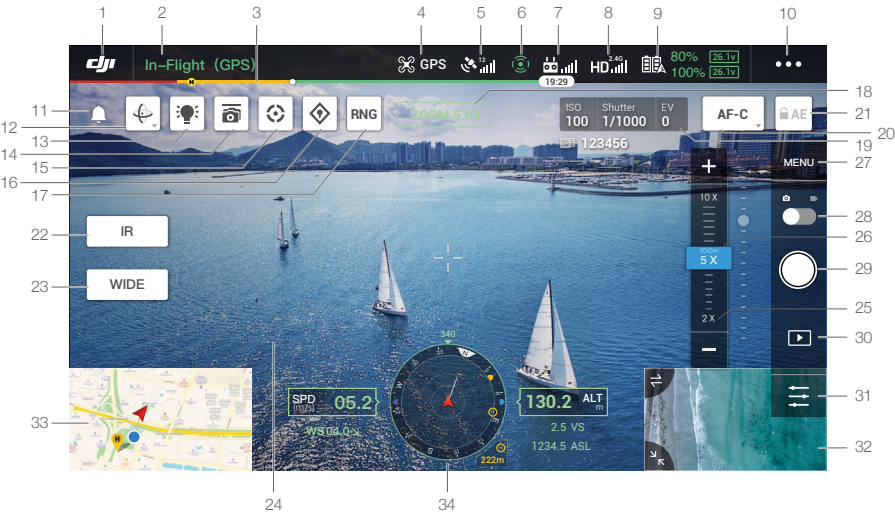 1 2 3 4 5 6 7 8 9 10
dji In-Flight (GPS) GPS 12 HD 2.4G 80% 26.1v
100% 26.1v
H 19:29
11 12 13 14 15 16 17
RNG ZOOM 5.0X
ISO Shutter EV
100 1/1000 0
123456
AF-C AE
18 21 20 19
+ MENU 27
10 X
28
22 IR
ZOOM 26
5 X
29
23 WIDE
25
2 X
30
340
N
SPD 05.2 130.2 ALT
[m/s] m
W E S
WS 04.0 2.5 VS
1234.5 ASL
222m
H
31
33 32
24 34